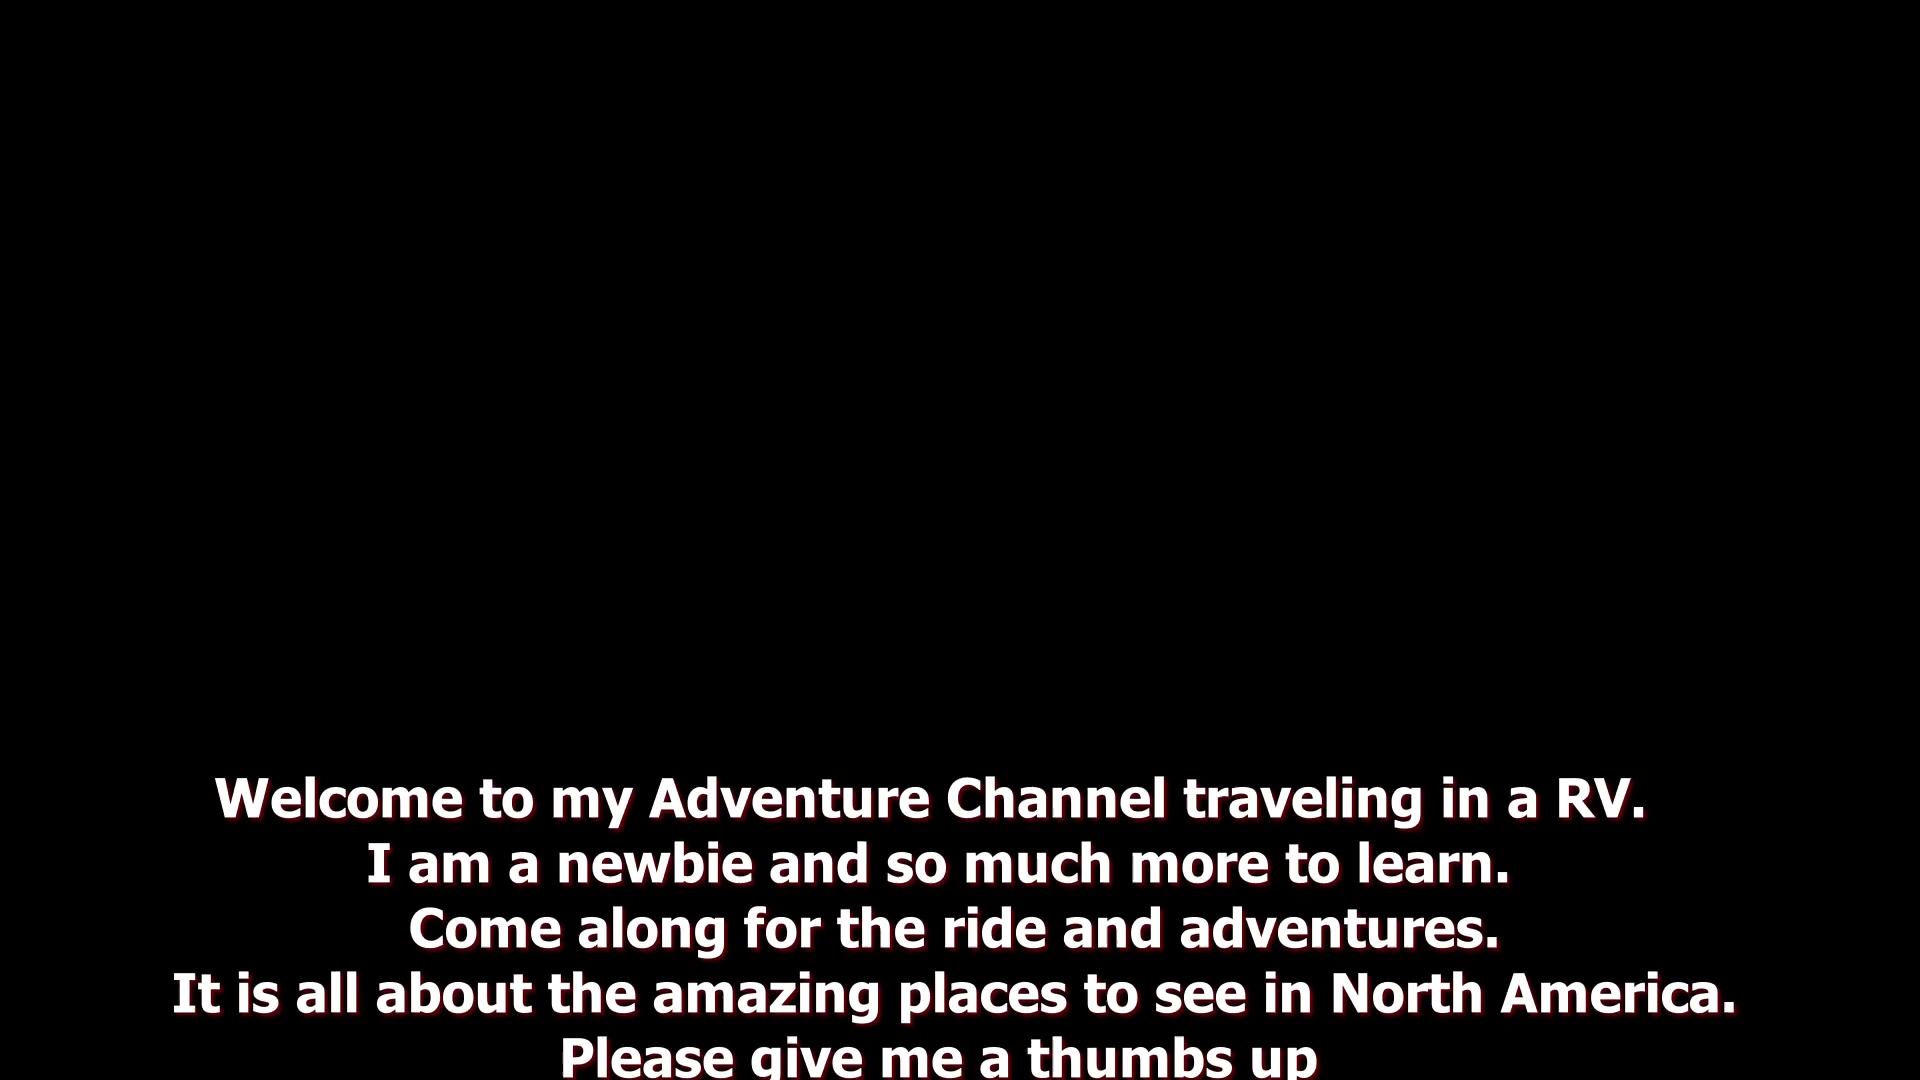 Welcome to my Adventure Channel traveling in a RV.
I am a newbie and so much more to learn.
Come along for the ride and adventures.
It is all about the amazing places to see in North America.
Please give me a thumbs up